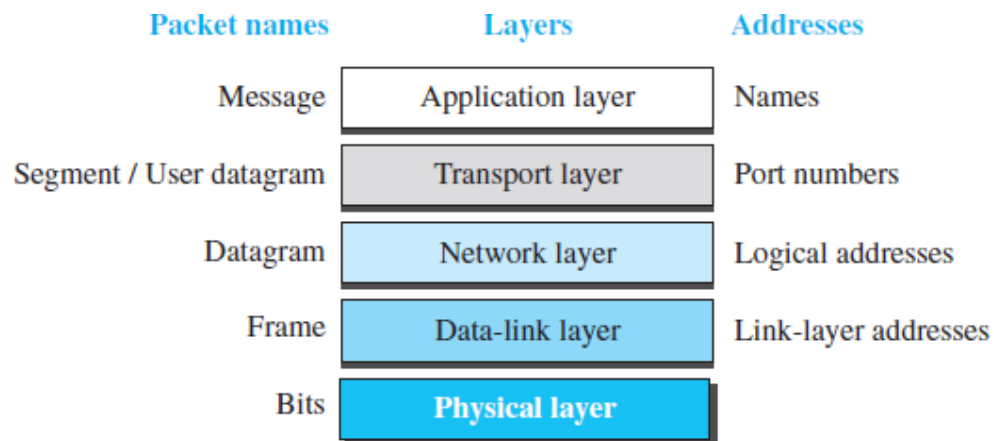 Packet names Layers Addresses
Message Application layer Names
Segment / User datagram Transport layer Port numbers
Datagram Network layer Logical addresses
Frame Data-link layer Link-layer addresses
Bits Physical layer